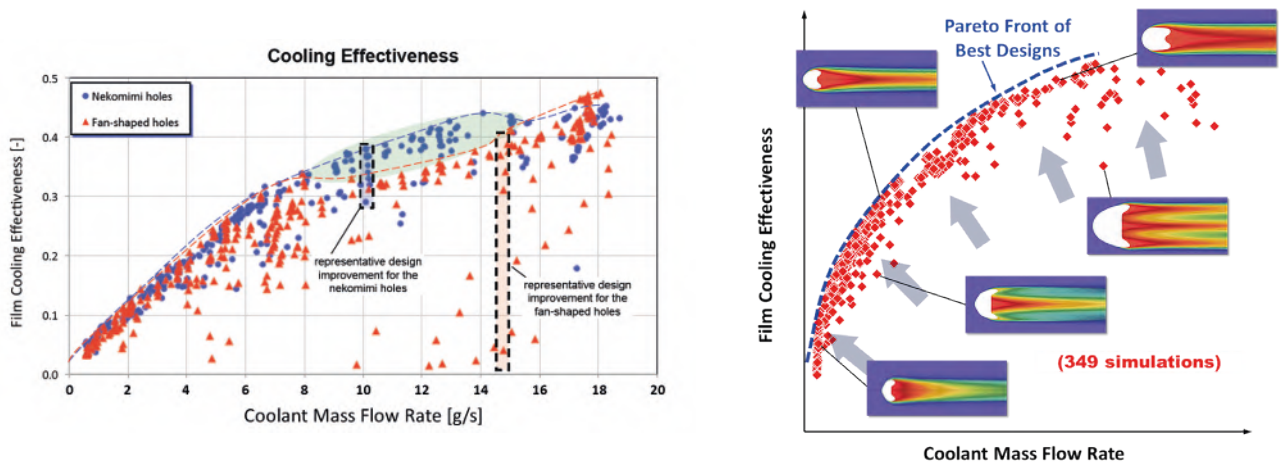 Cooling Effectiveness
Nekomimi holes
Fan-shaped holes
Film Cooling Effectiveness [-]
0.5
0.4
0.3
0.2
0.1
0.0
representative design
improvement for the
nekomimi holes
representative design
improvement for the
fan-shaped holes
0 2 4 6 8 10 12 14 16 18 20
Coolant Mass Flow Rate [g/s]
Pareto Front of
Best Designs
Film Cooling Effectiveness
(349 simulations)
Coolant Mass Flow Rate